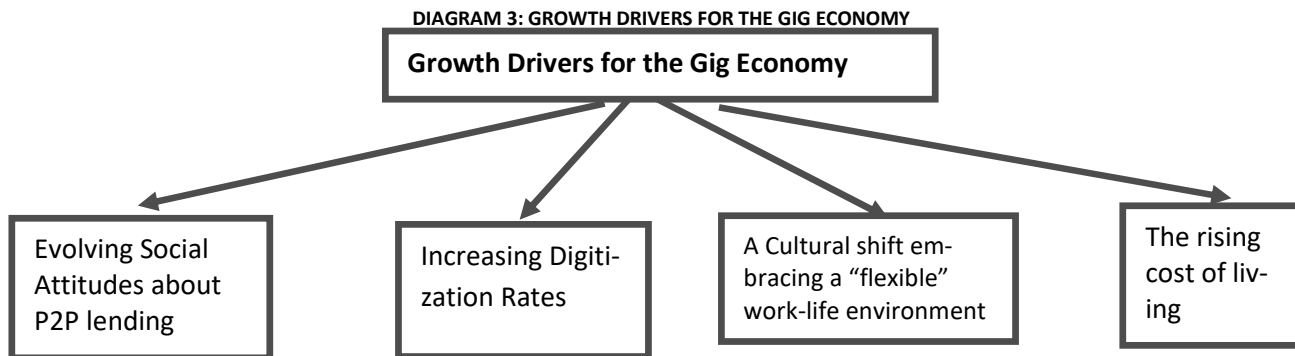 DIAGRAM 3: GROWTH DRIVERS FOR THE GIG ECONOMY
Growth Drivers for the Gig Economy
Evolving Social
Attitudes about
P2P lending
Increasing Digiti-
zation Rates
A Cultural shift em-
bracing a “flexible”
work-life environment
The rising
cost of liv-
ing